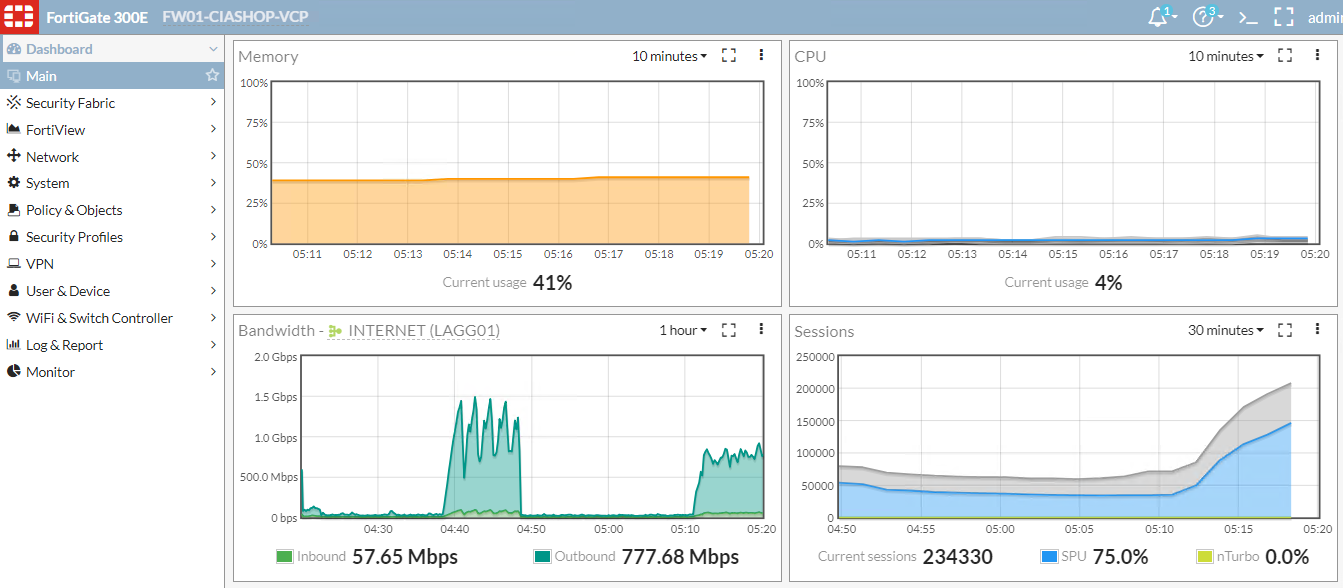 FortiGate 300E FW01-CIASHOP-VCP 1 3 admi
Dashboard
Main
Security Fabric
FortiView
Network
System
Policy & Objects
Security Profiles
VPN
User & Device
WiFi & Switch Controller
Log & Report
Monitor
Memory 10 minutes
100%
75%
50%
25%
0%
05:11 05:12 05:13 05:14 05:15 05:16 05:17 05:18 05:19 05:20
Current usage 41%
CPU 10 minutes
100%
75%
50%
25%
0%
05:11 05:12 05:13 05:14 05:15 05:16 05:17 05:18 05:19 05:20
Current usage 4%
Bandwidth - INTERNET (LAGG01) 1 hour
2.0 Gbps
1.5 Gbps
1.0 Gbps
500.0 Mbps
0 bps
04:30 04:40 04:50 05:00 05:10 05:20
Inbound 57.65 Mbps Outbound 777.68 Mbps
Sessions 30 minutes
250000
200000
150000
100000
50000
0
04:50 04:55 05:00 05:05 05:10 05:15 05:20
Current sessions 234330 SPU 75.0% nTurbo 0.0%